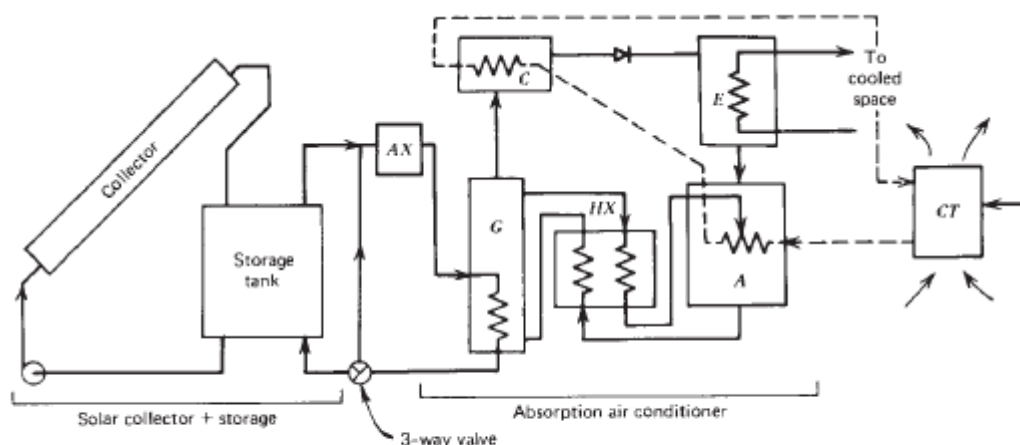 Collector
Storage
tank
AX
G
C
HX
E
A
To
cooled
space
CT
Solar collector + storage
3-way valve
Absorption air conditioner